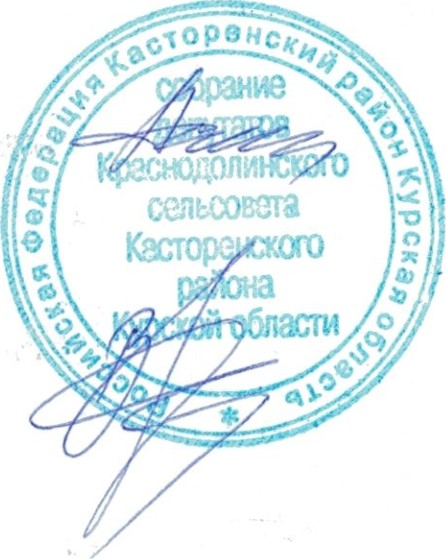 Российская Федерация Касторенский район Курская область *
собрание
депутатов
Краснодолинского
сельсовета
Касторенского
района
Курской области